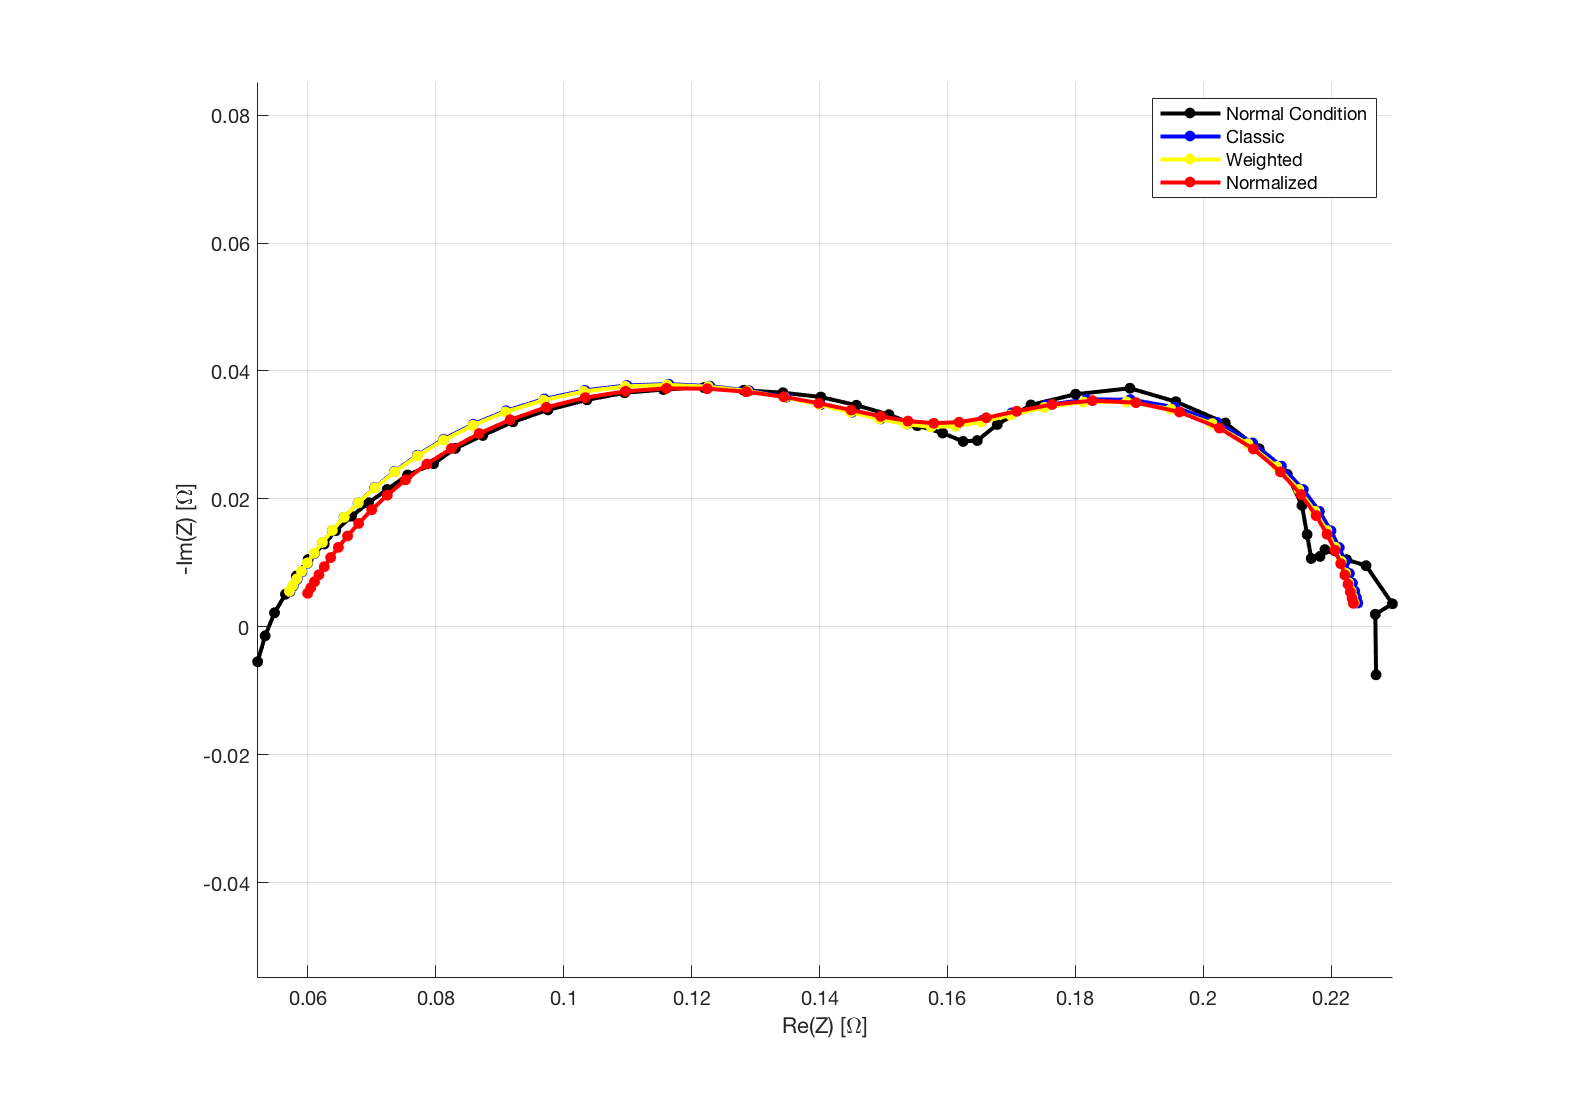 Normal Condition
Classic
Weighted
Normalized
0.08
0.06
0.04
0.02
0
-0.02
-0.04
-Im(Z) [Ω]
0.06 0.08 0.1 0.12 0.14 0.16 0.18 0.2 0.22
Re(Z) [Ω]